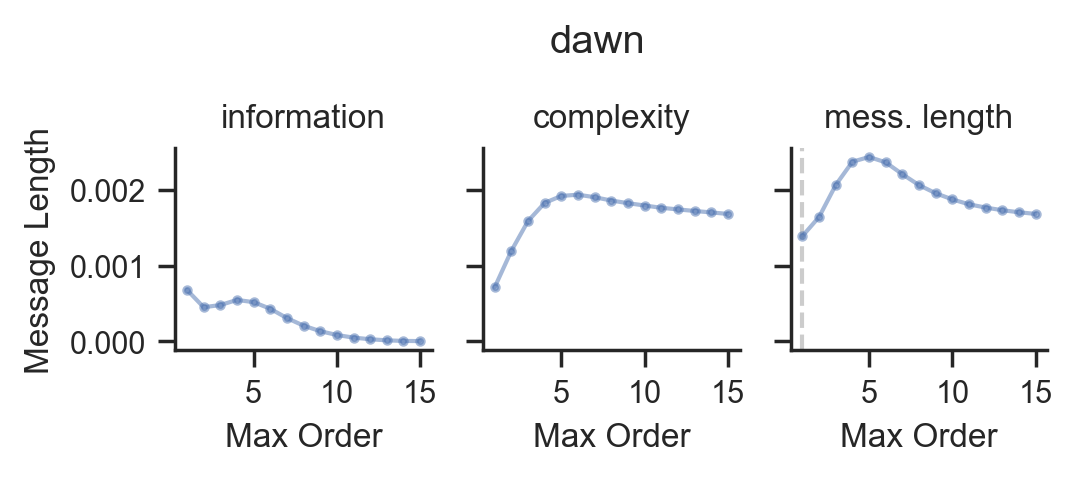 dawn
information
complexity
mess. length
Message Length
0.002
0.001
0.000
5 10 15
5 10 15
5 10 15
Max Order
Max Order
Max Order